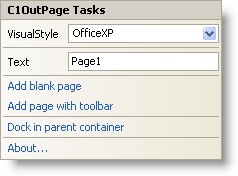 C1OutPage Tasks
VisualStyle OfficeXP
Text Page1
Add blank page
Add page with toolbar
Dock in parent container
About...